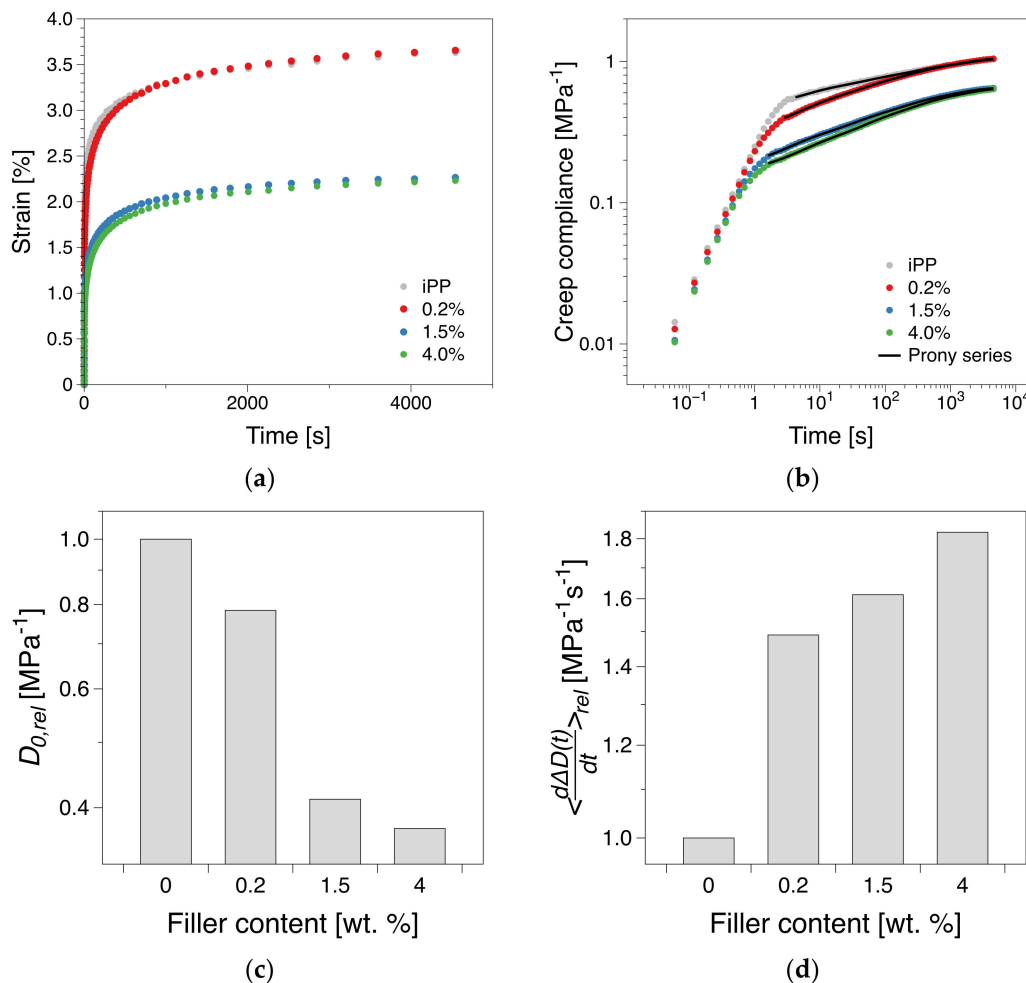 4.0
3.5
3.0
2.5
2.0
1.5
1.0
0.5
0
Strain [%]
iPP
0.2%
1.5%
4.0%
0 2000 4000
Time [s]
(a)
1
0.1
0.01
Creep compliance [MPa⁻¹]
iPP
0.2%
1.5%
4.0%
Prony series
10⁻¹ 1 10¹ 10² 10³ 10⁴
Time [s]
(b)
1.0
0.8
0.6
0.4
D0,rel [MPa⁻¹]
0 0.2 1.5 4
Filler content [wt. %]
(c)
1.8
1.6
1.4
1.2
1.0
<dΔD(t)/dt>rel [MPa⁻¹s⁻¹]
0 0.2 1.5 4
Filler content [wt. %]
(d)